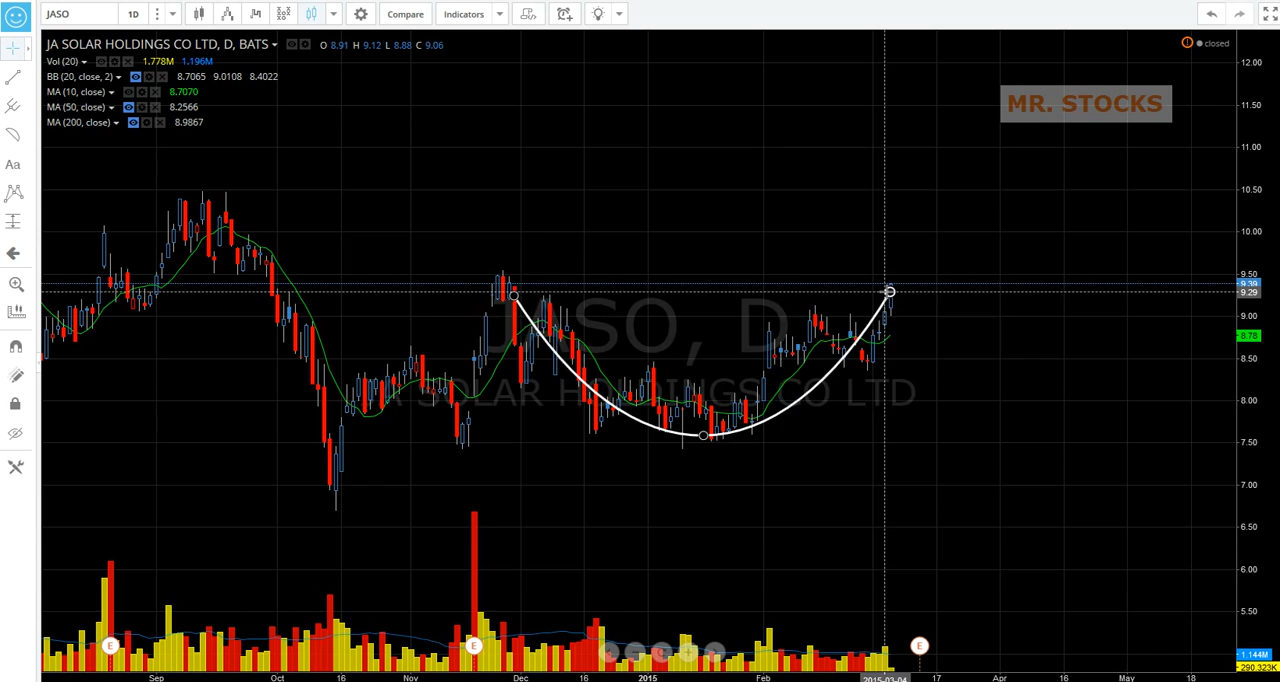 JASO 1D Compare Indicators
JA SOLAR HOLDINGS CO LTD, D, BATS O 8.91 H 9.12 L 8.88 C 9.06
closed
Vol (20) 1.778M 1.196M
BB (20, close, 2) 8.7065 9.0108 8.4022
MA (10, close) 8.7070
MA (50, close) 8.2566
MA (200, close) 8.9867
MR. STOCKS
Aa
12.00
11.50
11.00
10.50
10.00
9.50
9.39
9.29
9.00
8.78
8.50
8.00
7.50
7.00
6.50
6.00
5.50
1.144M
290.323K
JASO, D
JA SOLAR HOLDINGS CO LTD
E E E
Sep Oct 16 Nov Dec 16 2015 Feb 2015-03-04 17 Apr 16 May 18